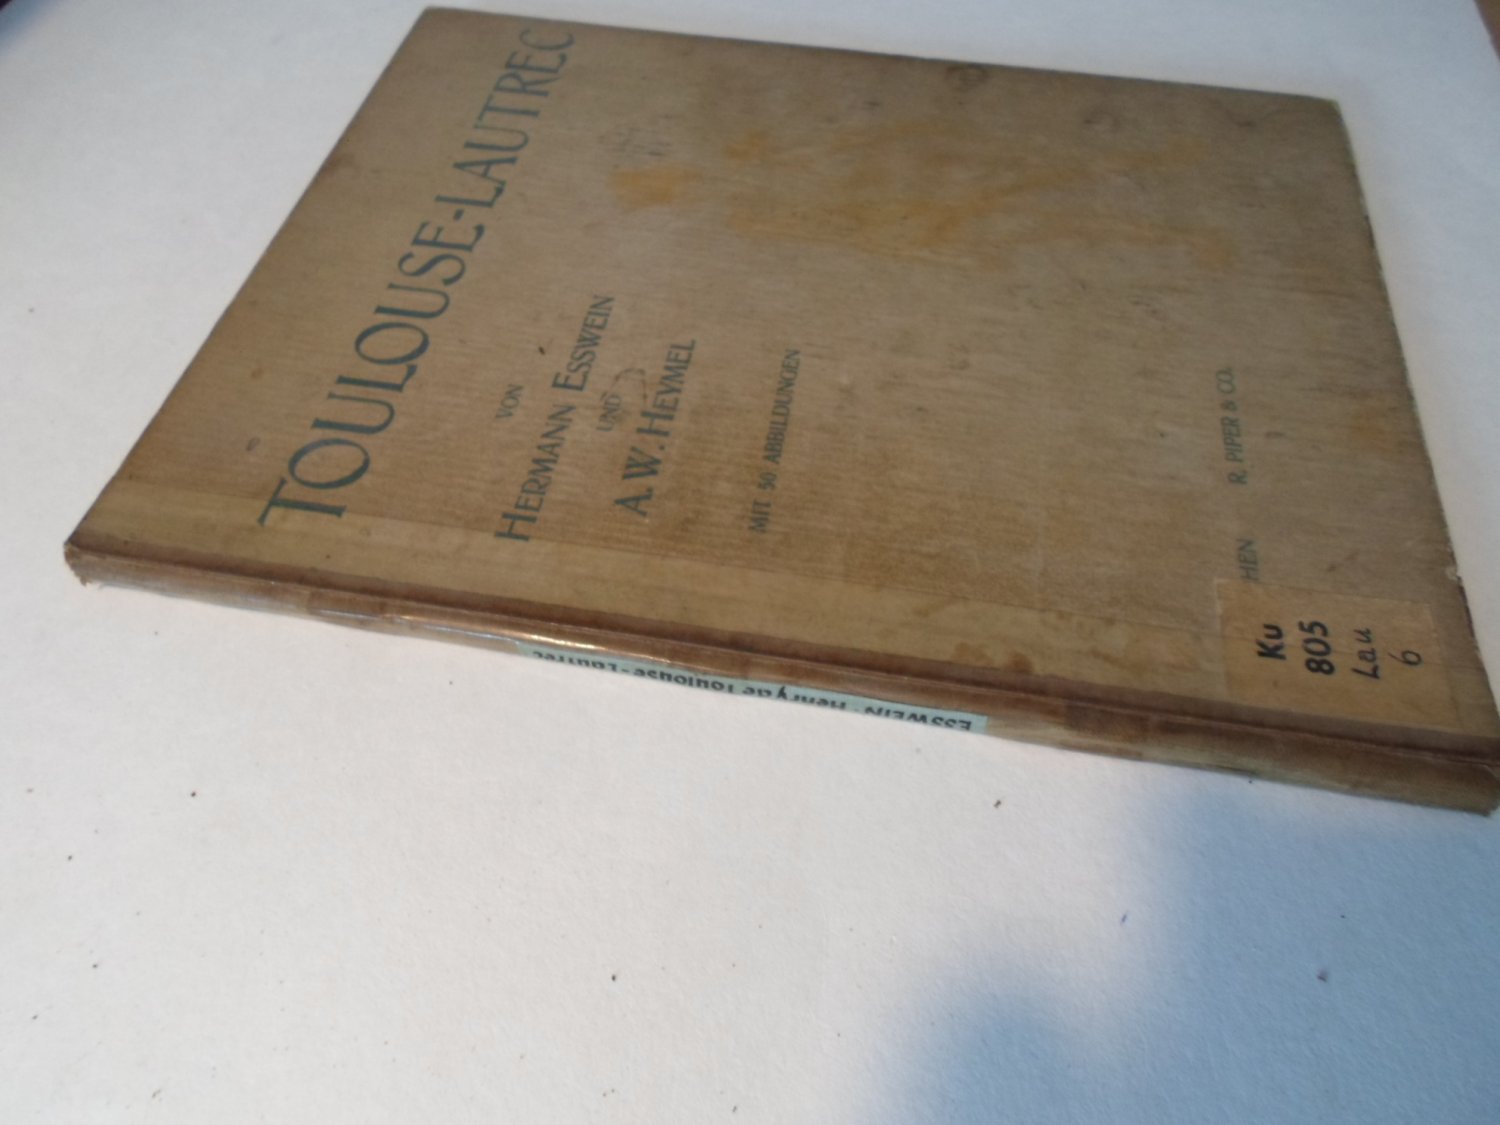 TOULOUSE-LAUTREC
VON
HERMANN ESSWEIN
UND
A. W. HEYMEL
MIT 50 ABBILDUNGEN
HEN R. PIPER & CO.
Ku
805
Lau
6
ESSWEIN · Henry de Toulouse-Lautrec